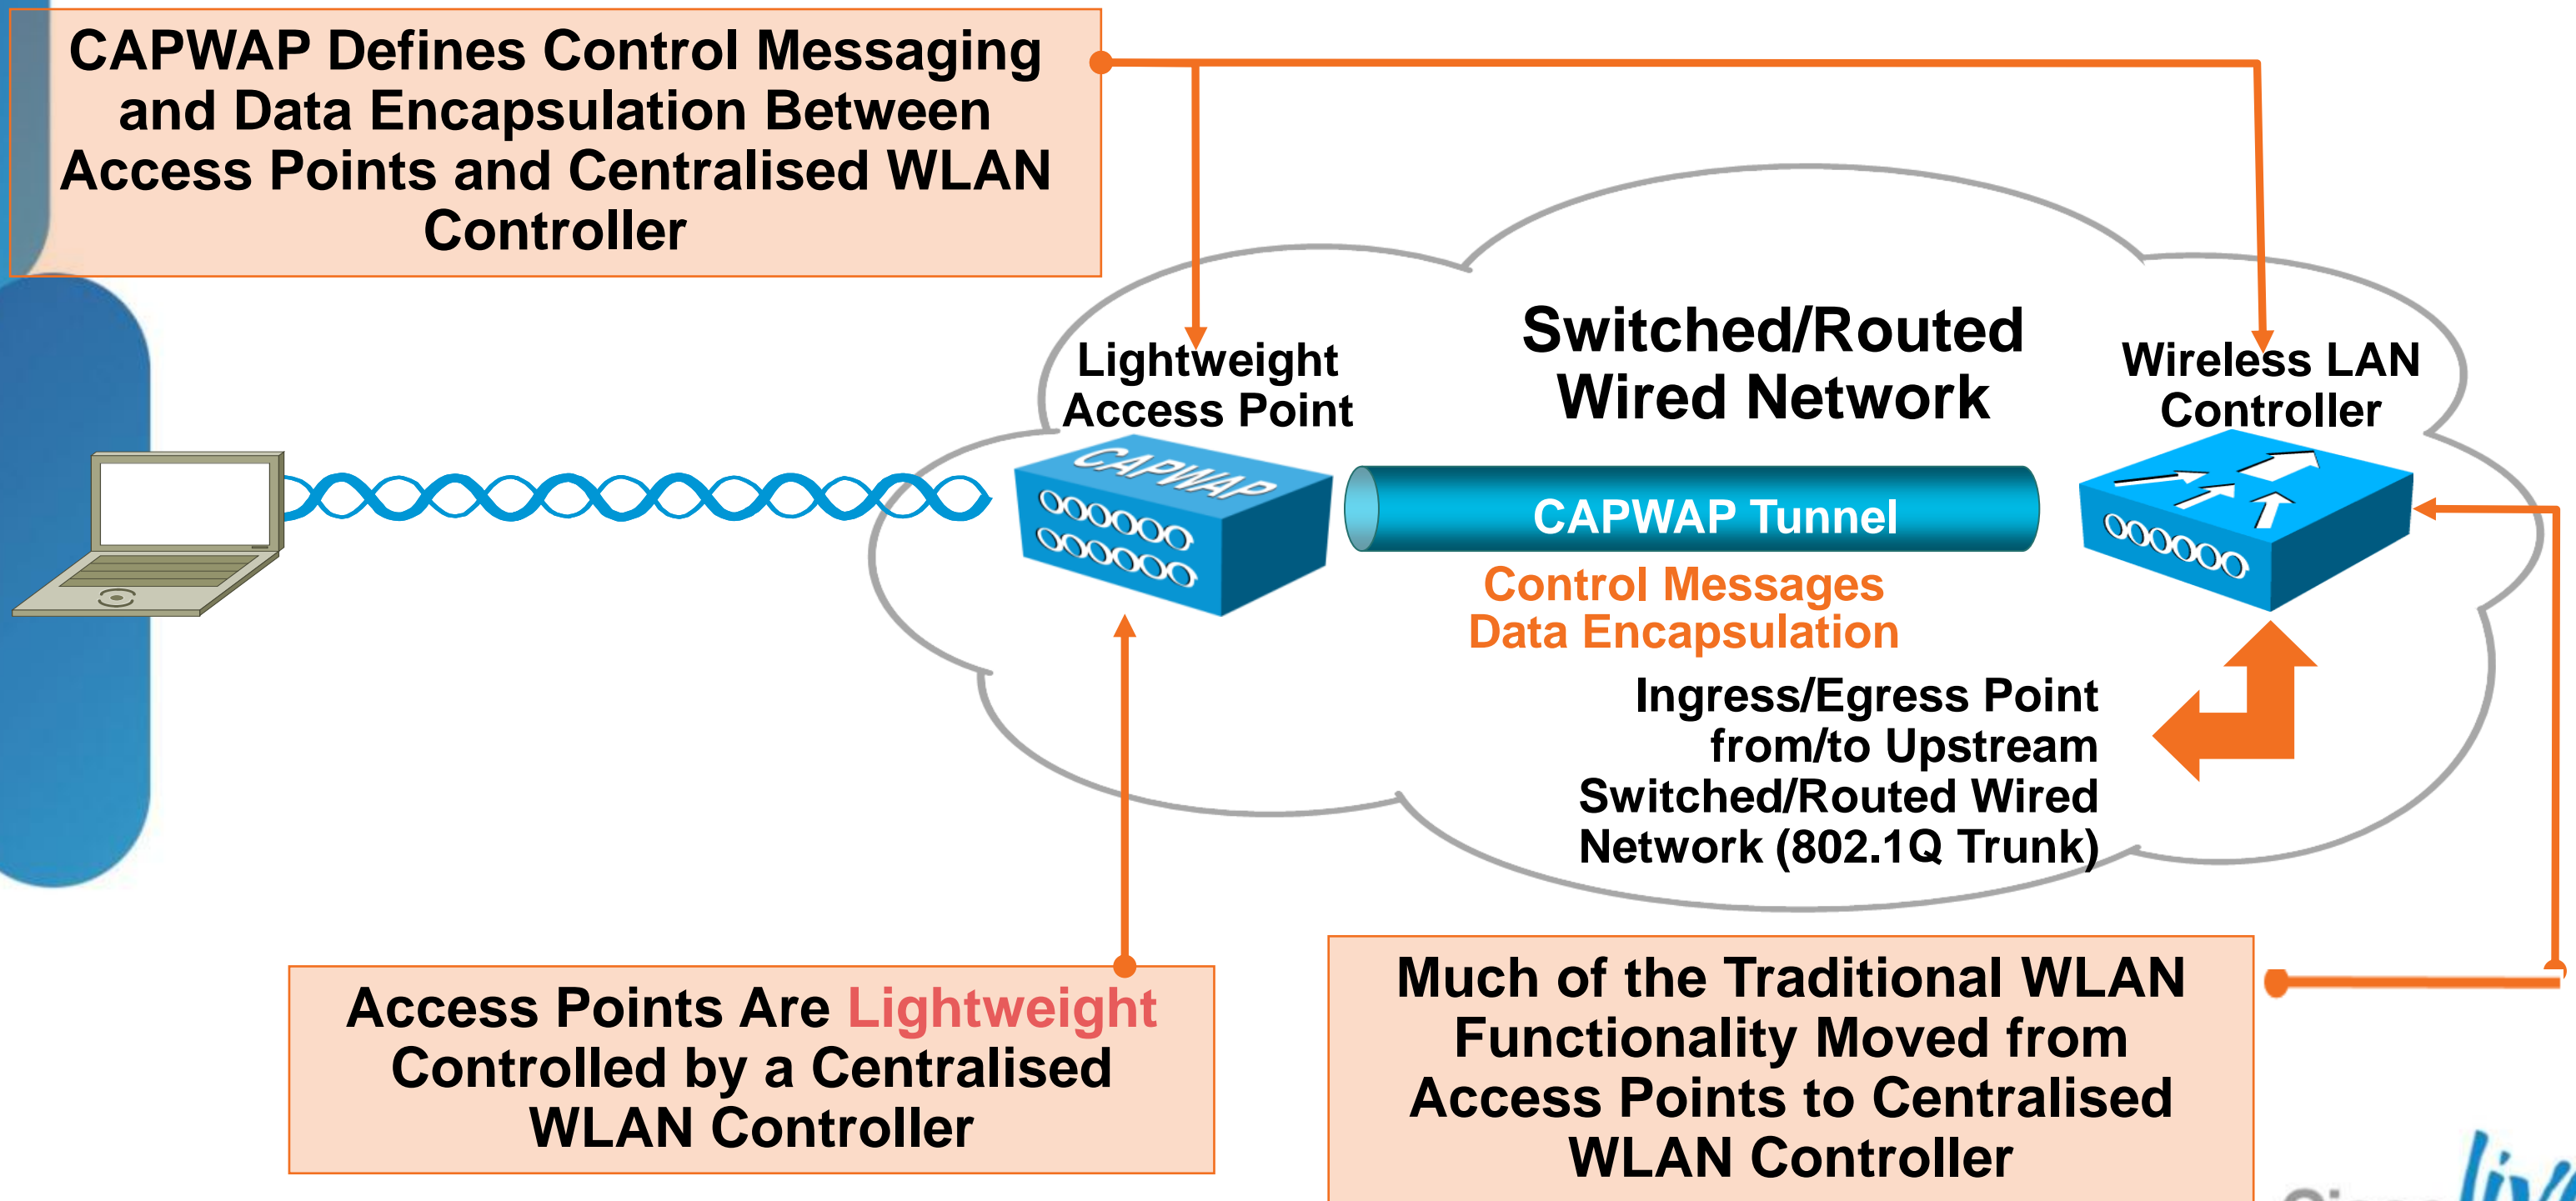 CAPWAP Defines Control Messaging
and Data Encapsulation Between
Access Points and Centralised WLAN
Controller
Switched/Routed
Wired Network
Lightweight
Access Point
Wireless LAN
Controller
CAPWAP
CAPWAP Tunnel
Control Messages
Data Encapsulation
Ingress/Egress Point
from/to Upstream
Switched/Routed Wired
Network (802.1Q Trunk)
Access Points Are Lightweight
Controlled by a Centralised
WLAN Controller
Much of the Traditional WLAN
Functionality Moved from
Access Points to Centralised
WLAN Controller